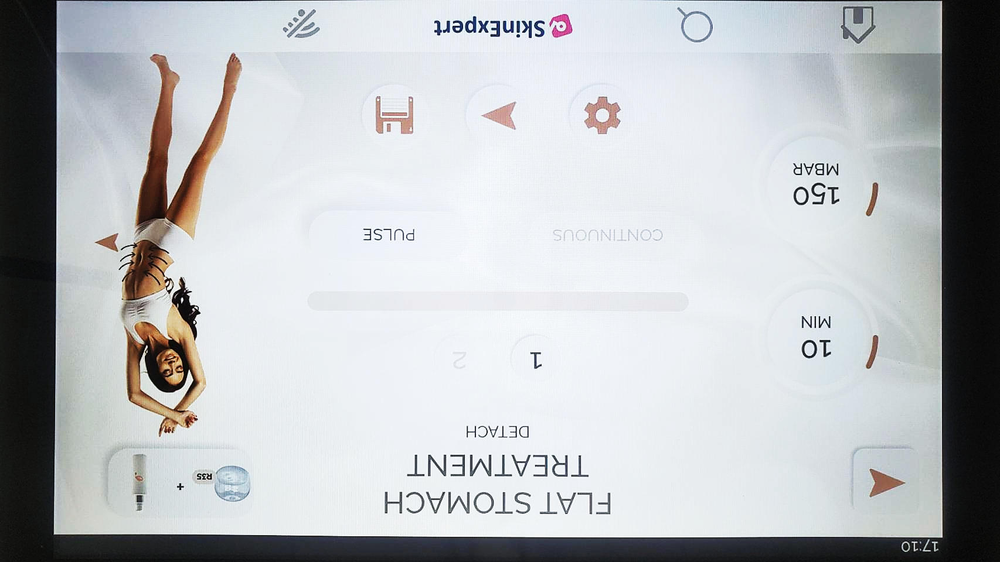 17:10
FLAT STOMACH
TREATMENT
DETACH
R35
+
1
2
10
MIN
CONTINUOUS
PULSE
150
MBAR
SkinExpert